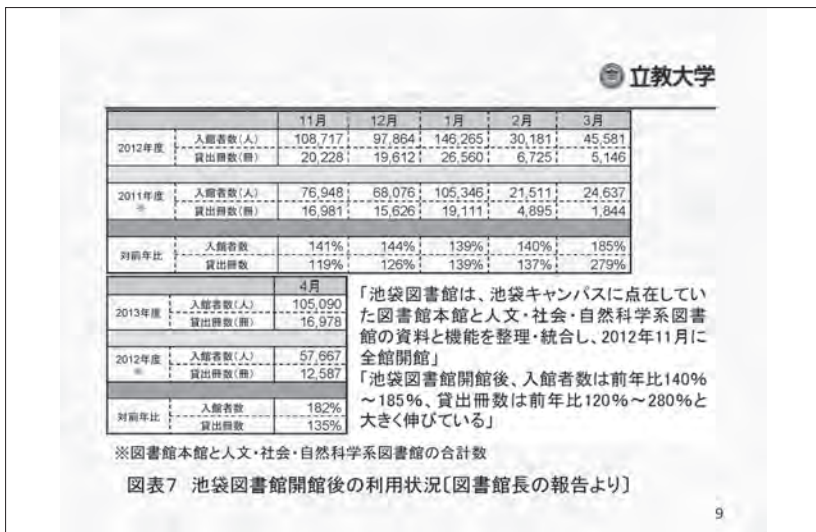 立教大学
11月 12月 1月 2月 3月
2012年度 入館者数(人) 108,717 97,864 146,265 30,181 45,581
貸出冊数(冊) 20,228 19,612 26,560 6,725 5,146
2011年度 入館者数(人) 76,948 68,076 105,346 21,511 24,637
※ 貸出冊数(冊) 16,981 15,626 19,111 4,895 1,844
対前年比 入館者数 141% 144% 139% 140% 185%
貸出冊数 119% 126% 139% 137% 279%
4月
2013年度 入館者数(人) 105,090
貸出冊数(冊) 16,978
2012年度 入館者数(人) 57,667
※ 貸出冊数(冊) 12,587
対前年比 入館者数 182%
貸出冊数 135%
「池袋図書館は、池袋キャンパスに点在してい
た図書館本館と人文・社会・自然科学系図書
館の資料と機能を整理・統合し、2012年11月に
全館開館」
「池袋図書館開館後、入館者数は前年比140%
~185%、貸出冊数は前年比120%~280%と
大きく伸びている」
※図書館本館と人文・社会・自然科学系図書館の合計数
図表7 池袋図書館開館後の利用状況〔図書館長の報告より〕
9